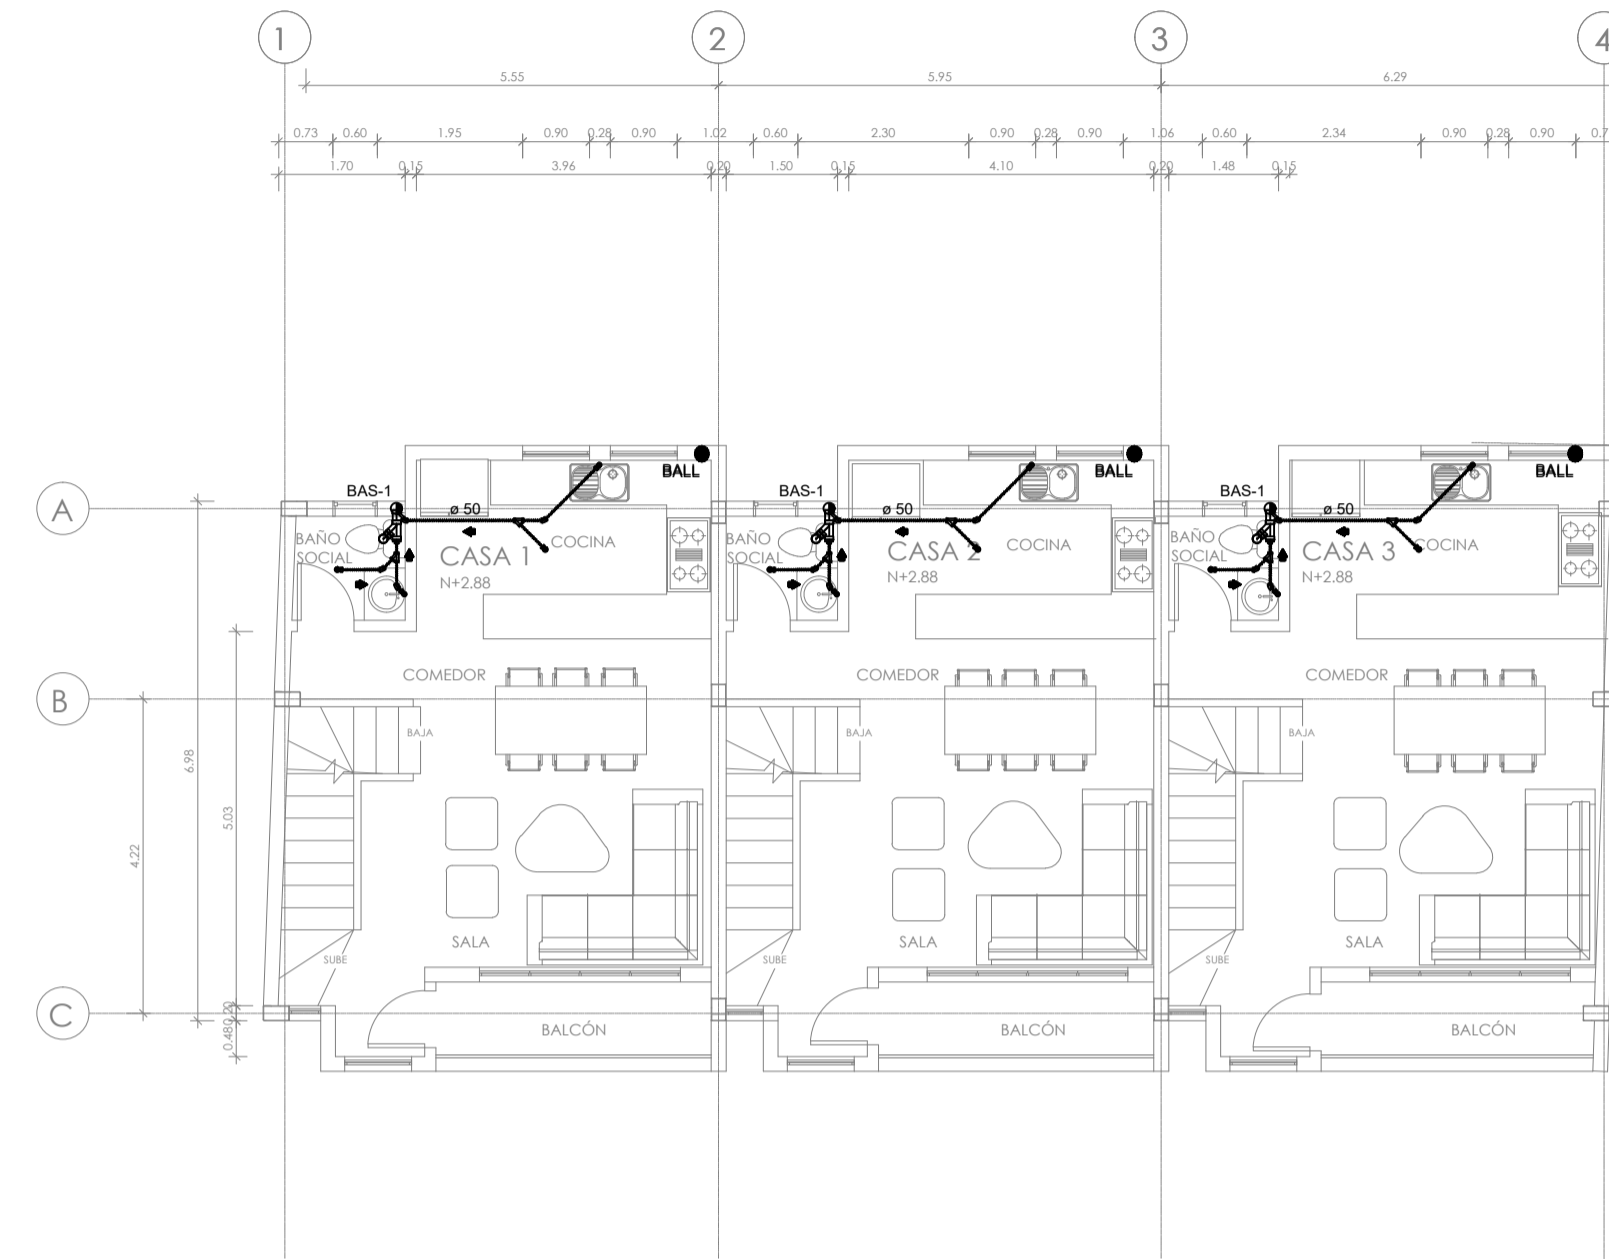 1 2 3 4
5.55 5.95 6.29
0.73 0.60 1.95 0.90 0.28 0.90 1.02 0.60 2.30 0.90 0.28 0.90 1.06 0.60 2.34 0.90 0.28 0.90 0.7
1.70 0.15 3.96 0.20 1.50 0.15 4.10 0.20 1.48 0.15
BALL BALL BALL
BAS-1 BAS-1 BAS-1
A ø 50 ø 50 ø 50
BAÑO SOCIAL CASA 1 COCINA
N+2.88
BAÑO SOCIAL CASA 2 COCINA
N+2.88
BAÑO SOCIAL CASA 3 COCINA
N+2.88
COMEDOR COMEDOR COMEDOR
B
BAJA BAJA BAJA
6.98
5.03
4.22
SALA SALA SALA
SUBE SUBE SUBE
C
0.48 0.20
BALCÓN BALCÓN BALCÓN